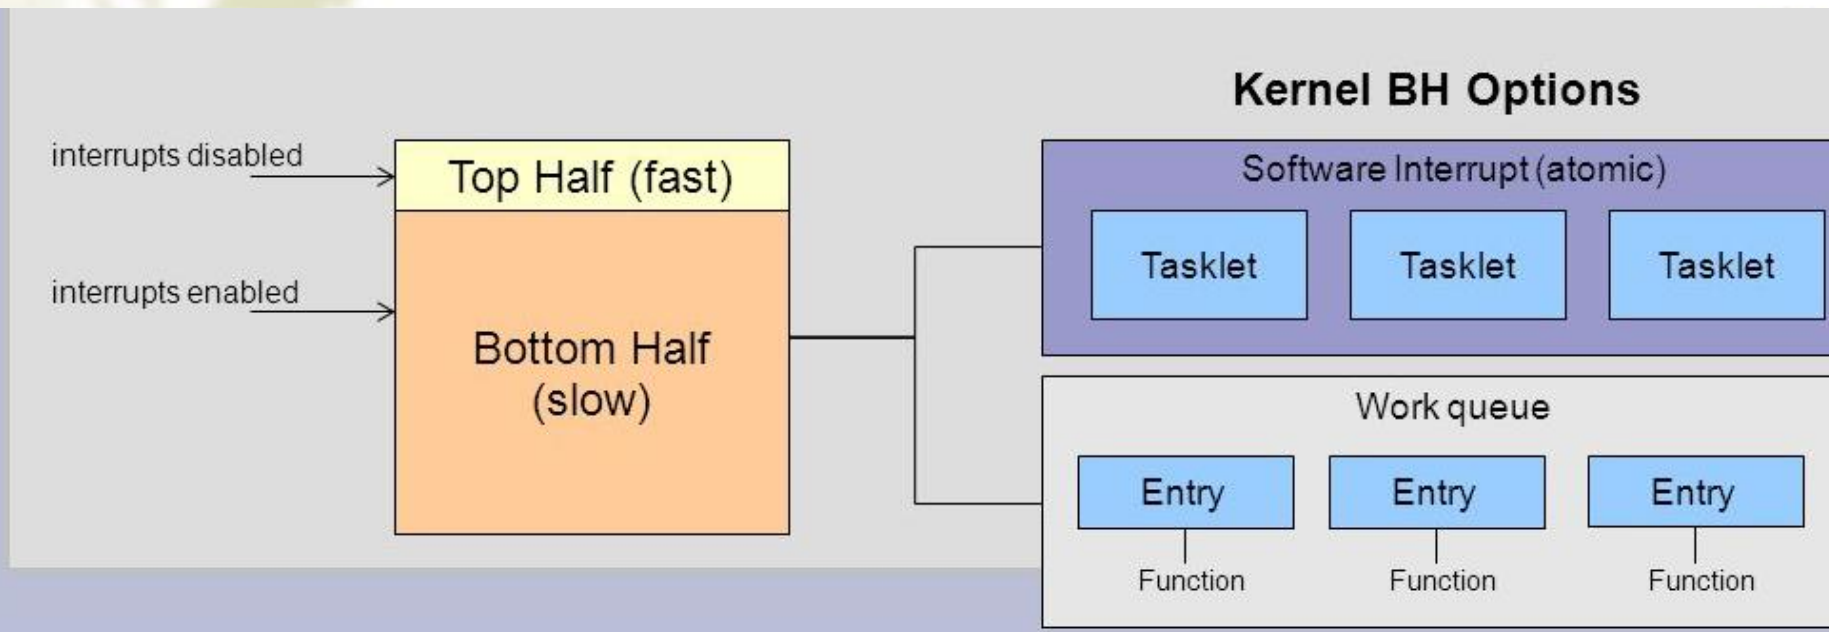 Kernel BH Options
interrupts disabled
Top Half (fast)
interrupts enabled
Bottom Half
(slow)
Software Interrupt (atomic)
Tasklet
Tasklet
Tasklet
Work queue
Entry
Entry
Entry
Function
Function
Function